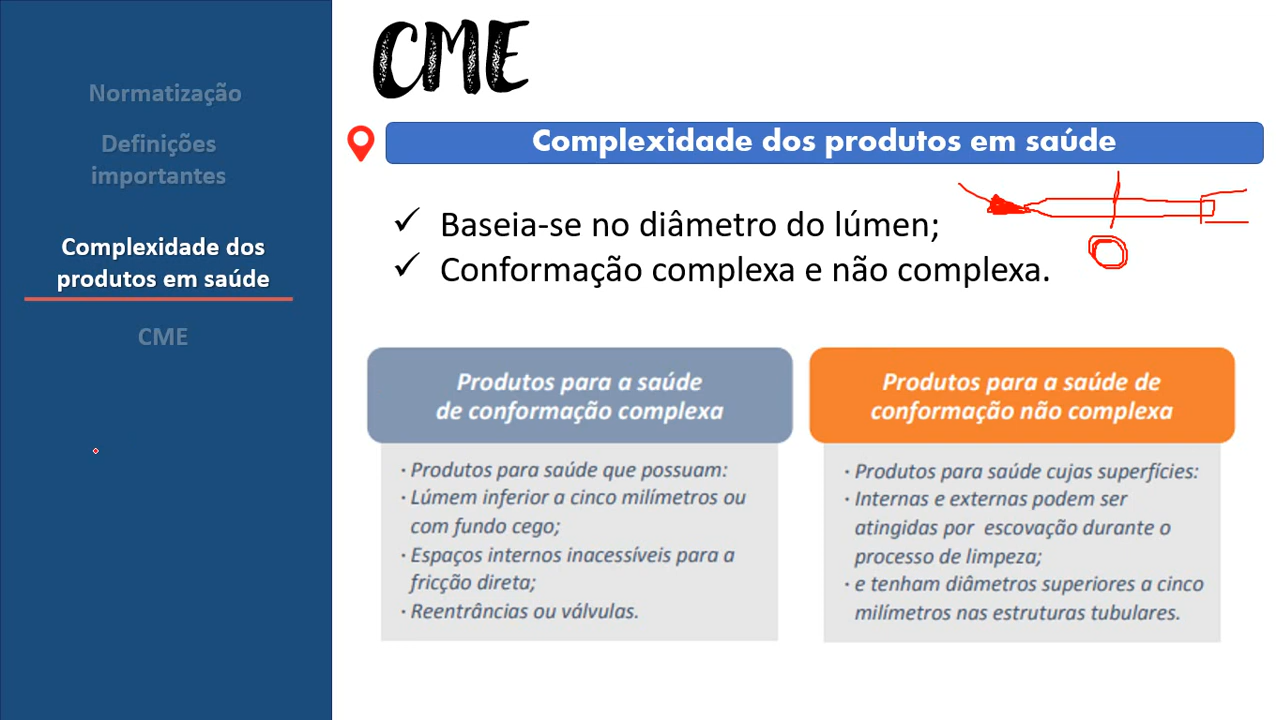 Normatização
Definições
importantes
Complexidade dos
produtos em saúde
CME
CME
Complexidade dos produtos em saúde
✓ Baseia-se no diâmetro do lúmen;
✓ Conformação complexa e não complexa.
Produtos para a saúde
de conformação complexa
· Produtos para saúde que possuam:
· Lúmem inferior a cinco milímetros ou
com fundo cego;
· Espaços internos inacessíveis para a
fricção direta;
· Reentrâncias ou válvulas.
Produtos para a saúde de
conformação não complexa
· Produtos para saúde cujas superfícies:
· Internas e externas podem ser
atingidas por escovação durante o
processo de limpeza;
· e tenham diâmetros superiores a cinco
milímetros nas estruturas tubulares.